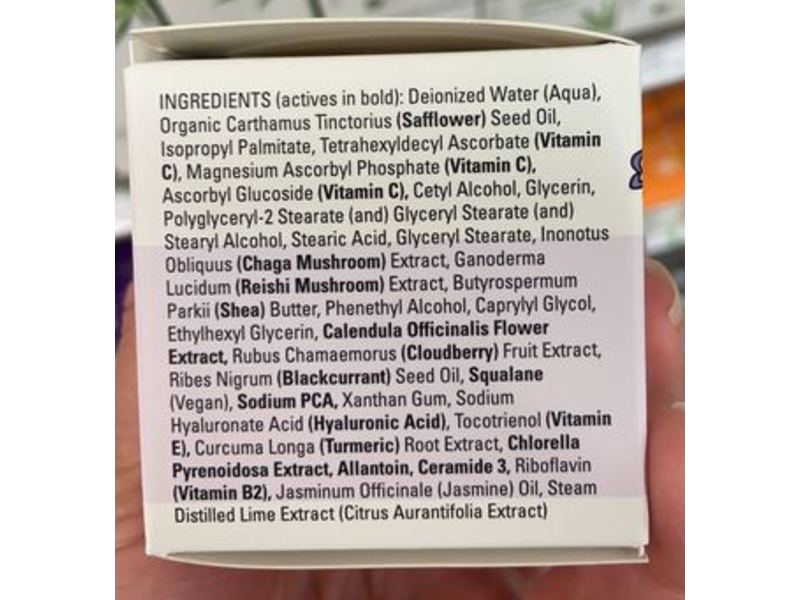 INGREDIENTS (actives in bold): Deionized Water (Aqua),
Organic Carthamus Tinctorius (Safflower) Seed Oil,
Isopropyl Palmitate, Tetrahexyldecyl Ascorbate (Vitamin
C), Magnesium Ascorbyl Phosphate (Vitamin C),
Ascorbyl Glucoside (Vitamin C), Cetyl Alcohol, Glycerin,
Polyglyceryl-2 Stearate (and) Glyceryl Stearate (and)
Stearyl Alcohol, Stearic Acid, Glyceryl Stearate, Inonotus
Obliquus (Chaga Mushroom) Extract, Ganoderma
Lucidum (Reishi Mushroom) Extract, Butyrospermum
Parkii (Shea) Butter, Phenethyl Alcohol, Caprylyl Glycol,
Ethylhexyl Glycerin, Calendula Officinalis Flower
Extract, Rubus Chamaemorus (Cloudberry) Fruit Extract,
Ribes Nigrum (Blackcurrant) Seed Oil, Squalane
(Vegan), Sodium PCA, Xanthan Gum, Sodium
Hyaluronate Acid (Hyaluronic Acid), Tocotrienol (Vitamin
E), Curcuma Longa (Turmeric) Root Extract, Chlorella
Pyrenoidosa Extract, Allantoin, Ceramide 3, Riboflavin
(Vitamin B2), Jasminum Officinale (Jasmine) Oil, Steam
Distilled Lime Extract (Citrus Aurantifolia Extract)